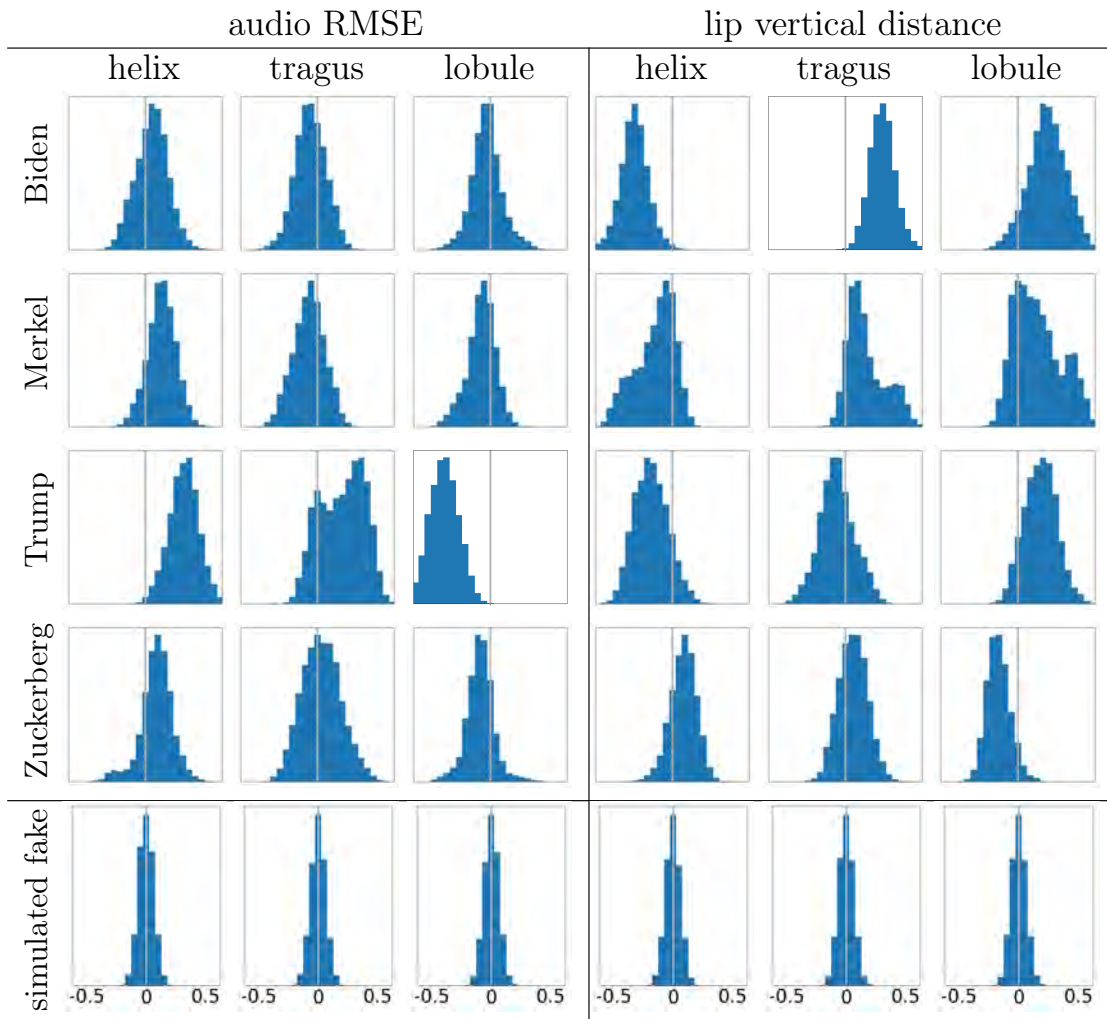 audio RMSE lip vertical distance
helix tragus lobule helix tragus lobule
Biden
Merkel
Trump
Zuckerberg
simulated fake
-0.5 0 0.5 -0.5 0 0.5 -0.5 0 0.5 -0.5 0 0.5 -0.5 0 0.5 -0.5 0 0.5